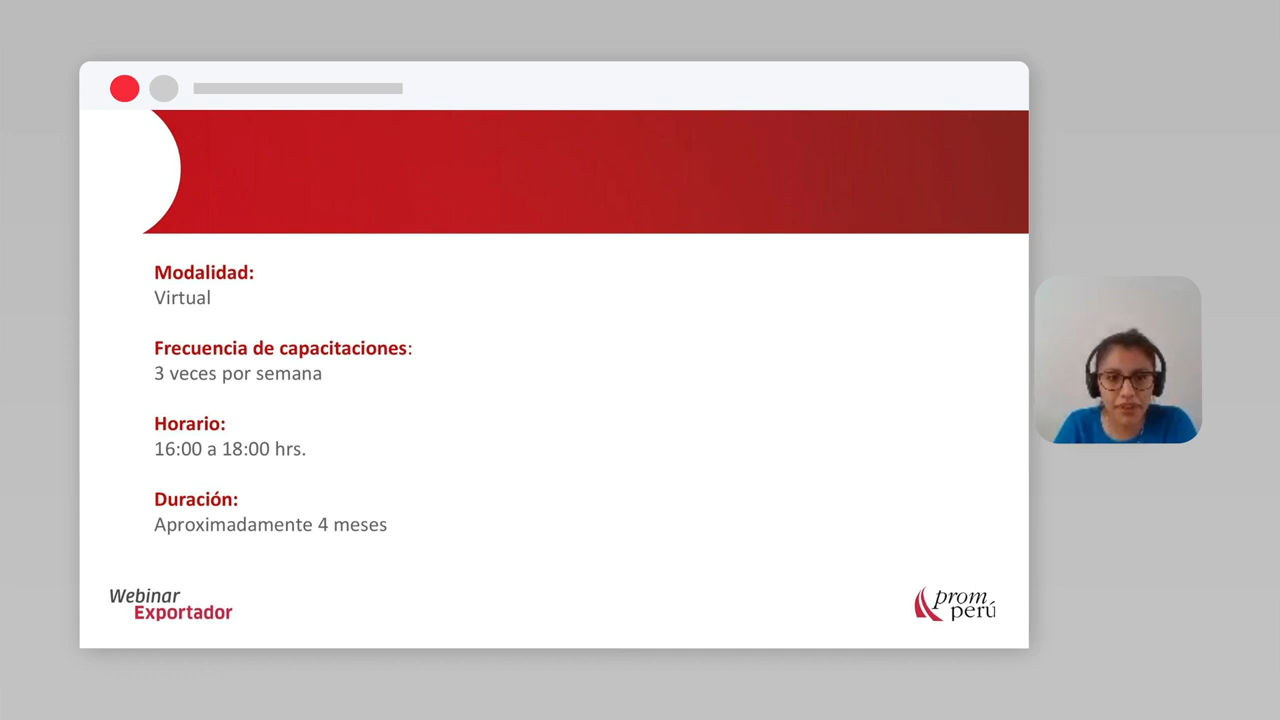 Modalidad:
Virtual
Frecuencia de capacitaciones:
3 veces por semana
Horario:
16:00 a 18:00 hrs.
Duración:
Aproximadamente 4 meses
Webinar
Exportador
prom
perú